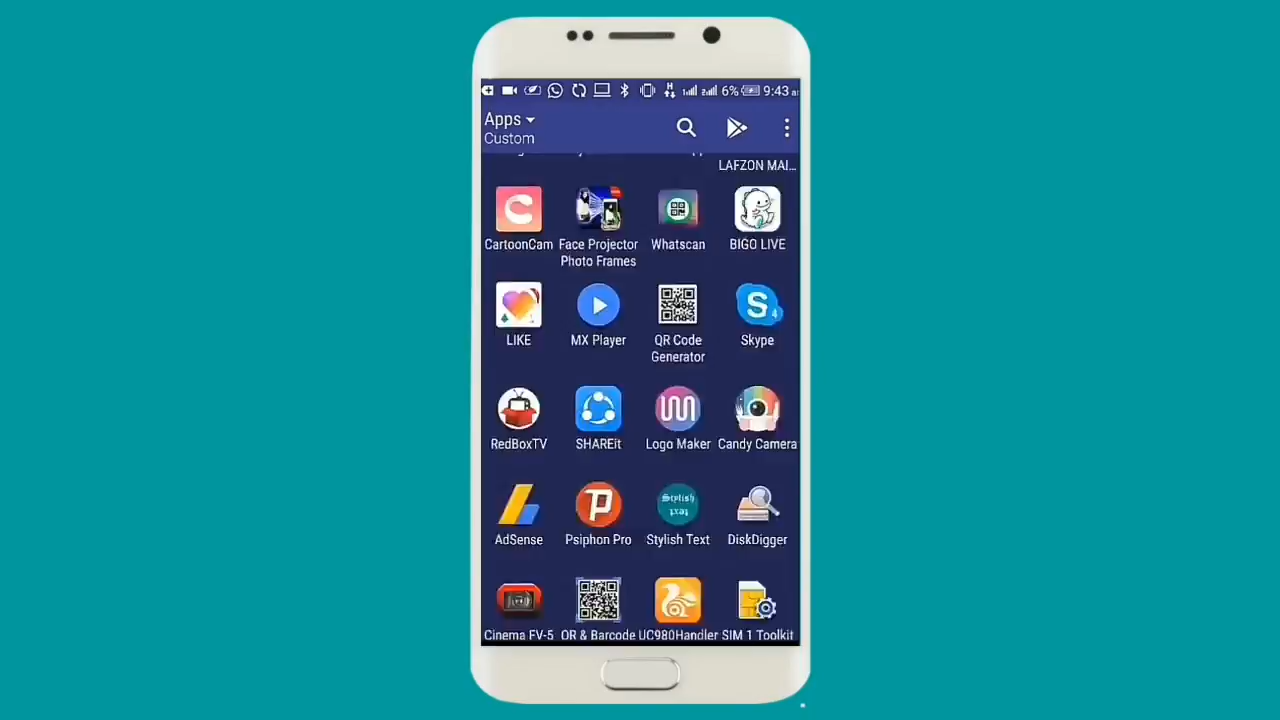 6% 9:43
Apps
Custom
LAFZON MAI...
CartoonCam
Face Projector
Photo Frames
Whatscan
BIGO LIVE
LIKE
MX Player
QR Code
Generator
Skype
RedBoxTV
SHAREit
Logo Maker
Candy Camera
AdSense
Psiphon Pro
Stylish
Text
Stylish Text
DiskDigger
Cinema FV-5
QR & Barcode
UC980Handler
SIM 1 Toolkit